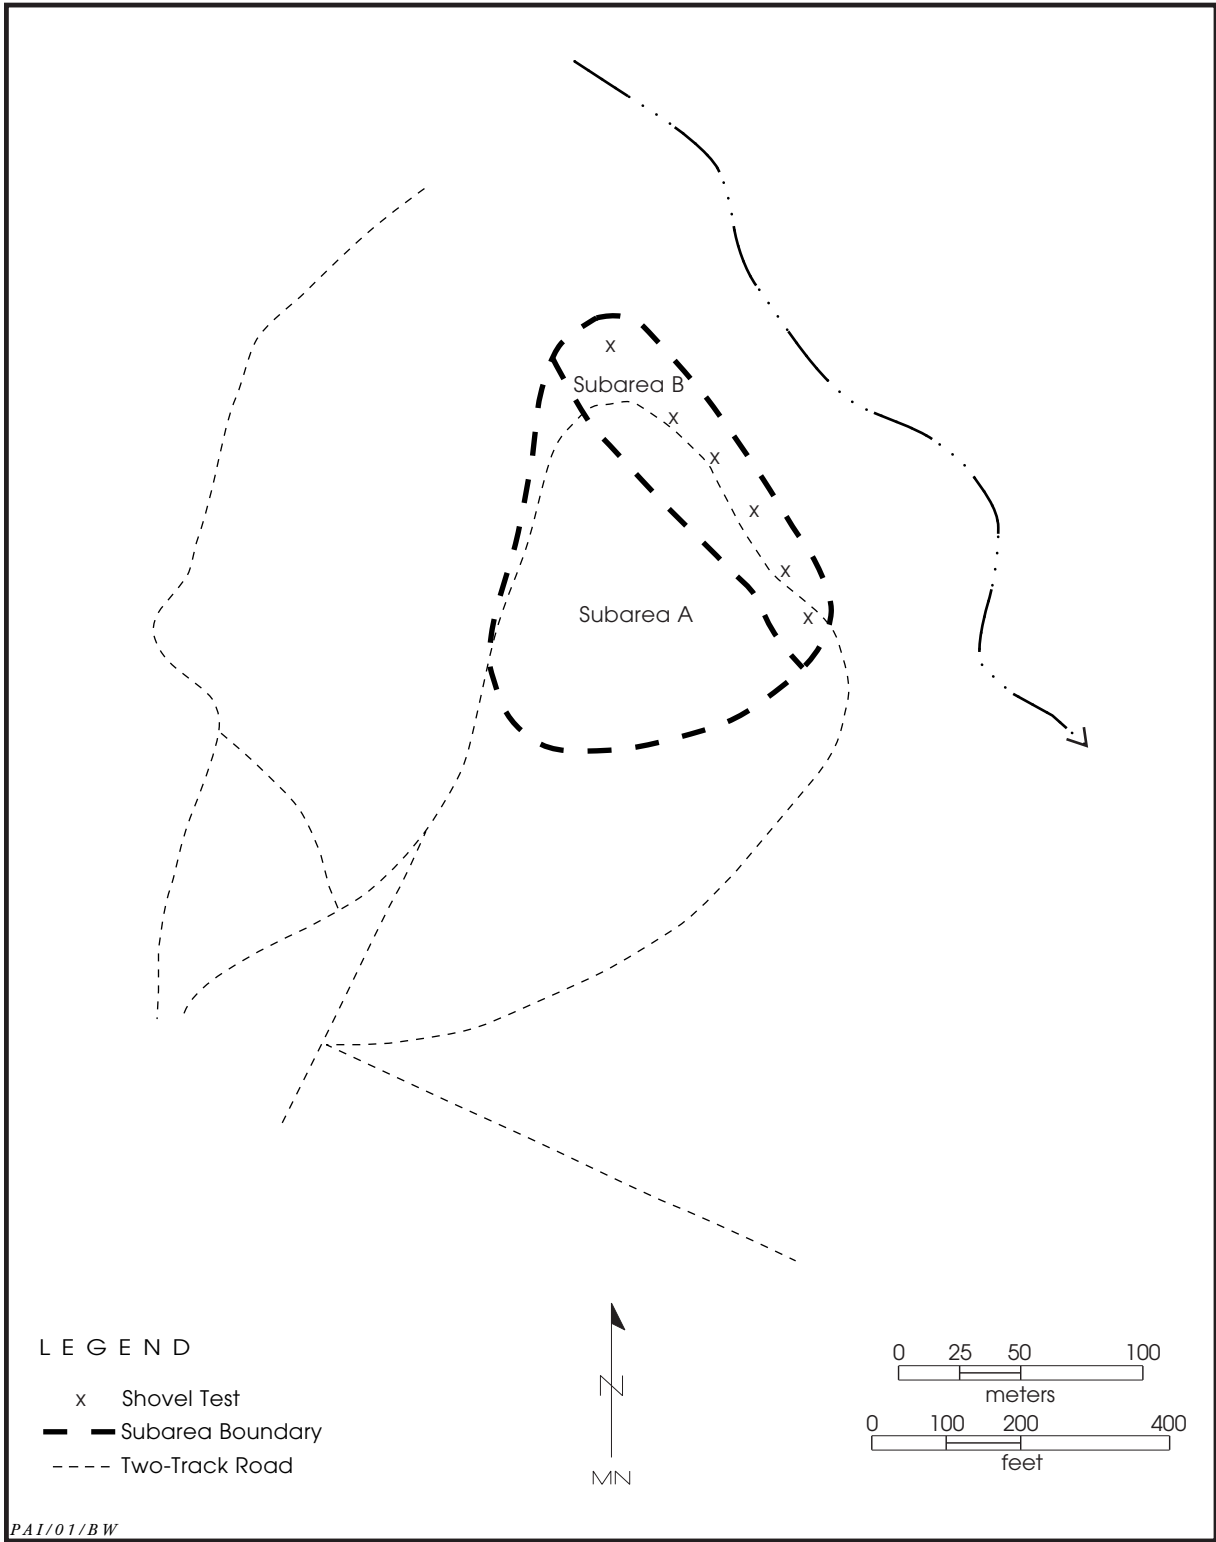 x
Subarea B
x
x
x
x
Subarea A
x
LEGEND
x Shovel Test
Subarea Boundary
Two-Track Road
N
MN
0 25 50 100
meters
0 100 200 400
feet
PAI/01/BW